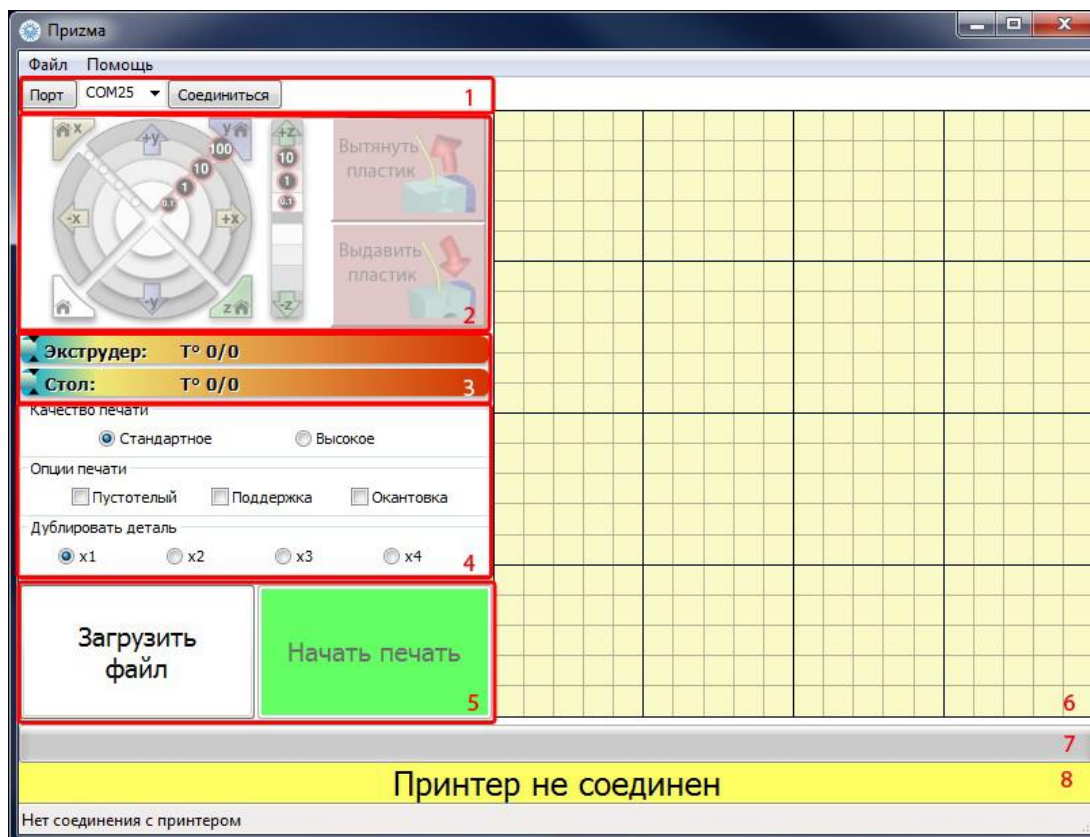 Приzма
Файл Помощь
Порт COM25 Соединиться 1
x +y y
100
10
1
0.1
-x +x
-y z
+z
10
1
0.1
-z
Вытянуть
пластик
Выдавить
пластик
2
Экструдер: T° 0/0
Стол: T° 0/0 3
Качество печати
Стандартное Высокое
Опции печати
Пустотелый Поддержка Окантовка
Дублировать деталь
x1 x2 x3 x4 4
Загрузить
файл
Начать печать
5
6
7
Принтер не соединен 8
Нет соединения с принтером